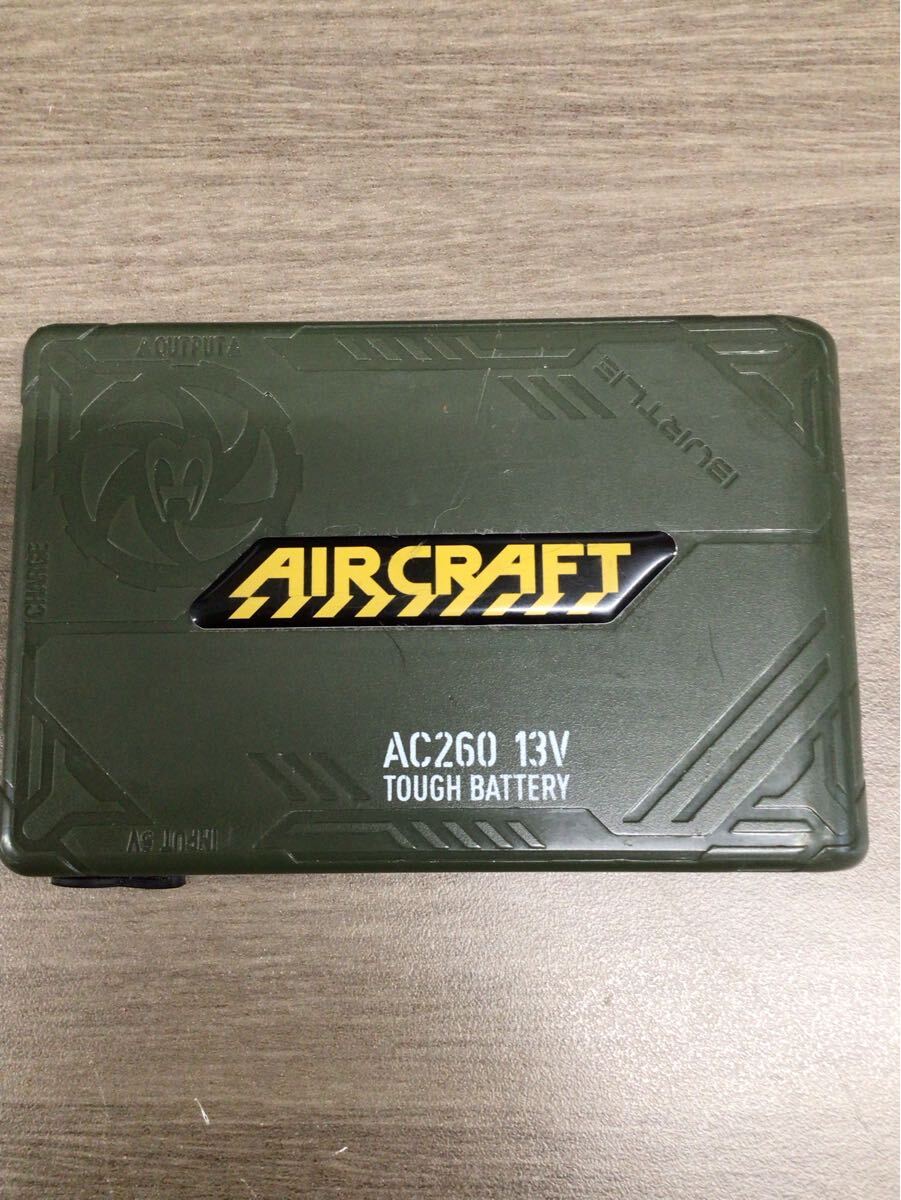 △OUTPUT△
BURTLE
CHARGE
AIRCRAFT
AC260 13V
TOUGH BATTERY
INPUT 5V